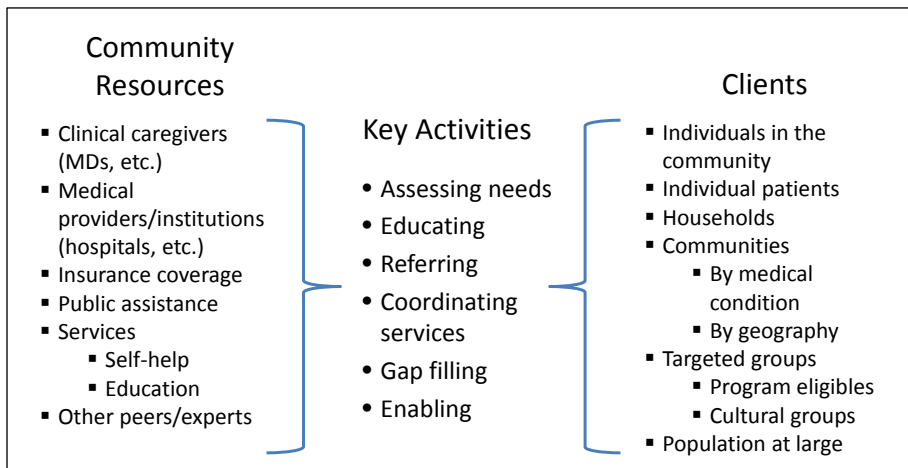 Community
Resources
▪ Clinical caregivers
(MDs, etc.)
▪ Medical
providers/institutions
(hospitals, etc.)
▪ Insurance coverage
▪ Public assistance
▪ Services
▪ Self-help
▪ Education
▪ Other peers/experts
Key Activities
• Assessing needs
• Educating
• Referring
• Coordinating
services
• Gap filling
• Enabling
Clients
▪ Individuals in the
community
▪ Individual patients
▪ Households
▪ Communities
▪ By medical
condition
▪ By geography
▪ Targeted groups
▪ Program eligibles
▪ Cultural groups
▪ Population at large